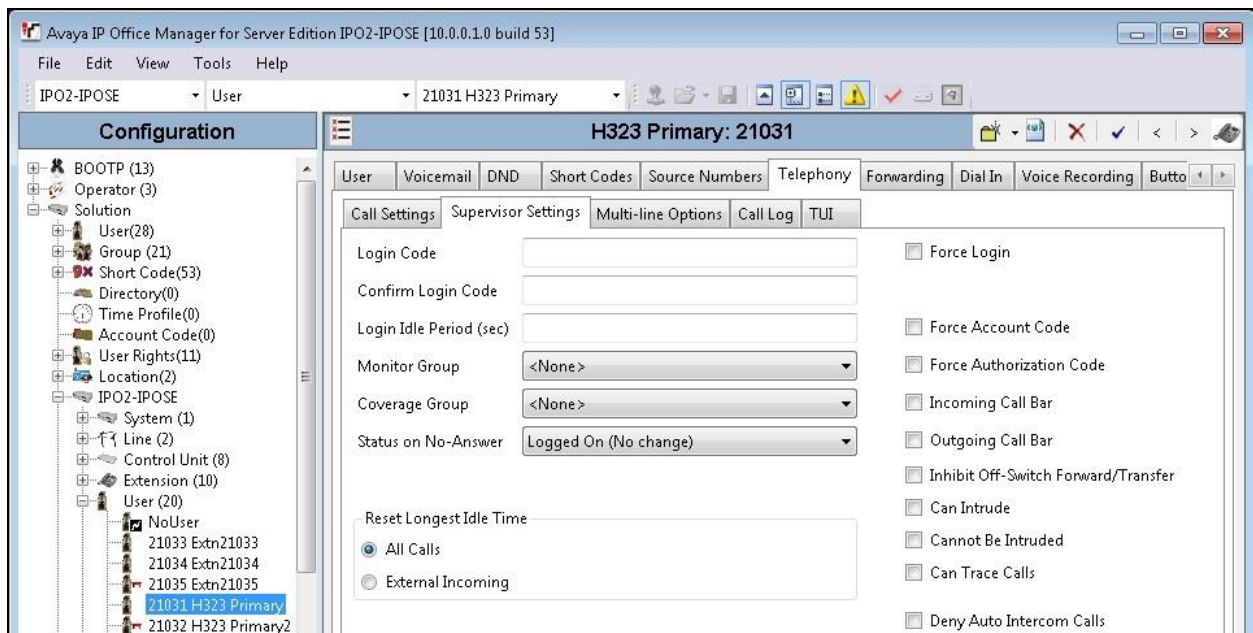 Avaya IP Office Manager for Server Edition IPO2-IPOSE [10.0.0.1.0 build 53]
File Edit View Tools Help
IPO2-IPOSE User 21031 H323 Primary
Configuration
H323 Primary: 21031
BOOTP (13)
Operator (3)
Solution
User(28)
Group (21)
Short Code(53)
Directory(0)
Time Profile(0)
Account Code(0)
User Rights(11)
Location(2)
IPO2-IPOSE
System (1)
Line (2)
Control Unit (8)
Extension (10)
User (20)
NoUser
21033 Extn21033
21034 Extn21034
21035 Extn21035
21031 H323 Primary
21032 H323 Primary2
User Voicemail DND Short Codes Source Numbers Telephony Forwarding Dial In Voice Recording Butto
Call Settings Supervisor Settings Multi-line Options Call Log TUI
Login Code
Confirm Login Code
Login Idle Period (sec)
Monitor Group <None>
Coverage Group <None>
Status on No-Answer Logged On (No change)
Reset Longest Idle Time
All Calls
External Incoming
Force Login
Force Account Code
Force Authorization Code
Incoming Call Bar
Outgoing Call Bar
Inhibit Off-Switch Forward/Transfer
Can Intrude
Cannot Be Intruded
Can Trace Calls
Deny Auto Intercom Calls